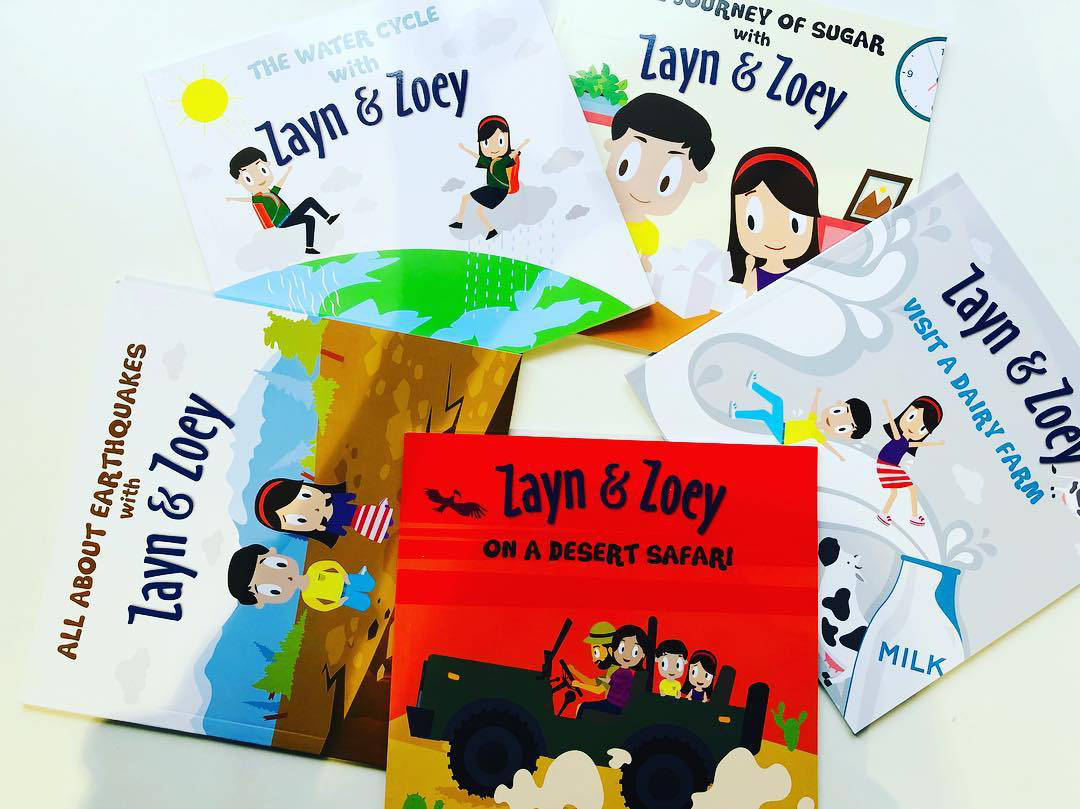 THE WATER CYCLE
with
Zayn & Zoey
JOURNEY OF SUGAR
with
Zayn & Zoey
9
Zayn & Zoey
VISIT A DAIRY FARM
MILK
ALL ABOUT EARTHQUAKES
with
Zayn & Zoey
Zayn & Zoey
ON A DESERT SAFARI